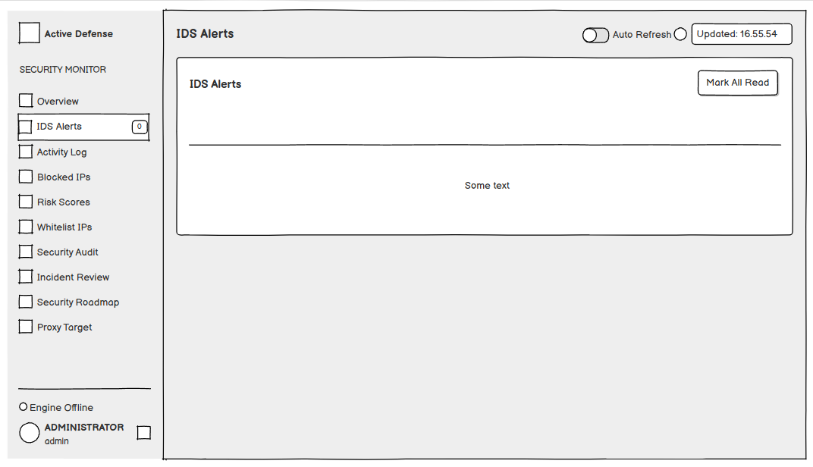 Active Defense
SECURITY MONITOR
Overview
IDS Alerts 0
Activity Log
Blocked IPs
Risk Scores
Whitelist IPs
Security Audit
Incident Review
Security Roadmap
Proxy Target
Engine Offline
ADMINISTRATOR
admin
IDS Alerts
Auto Refresh
Updated: 16.55.54
IDS Alerts
Mark All Read
Some text